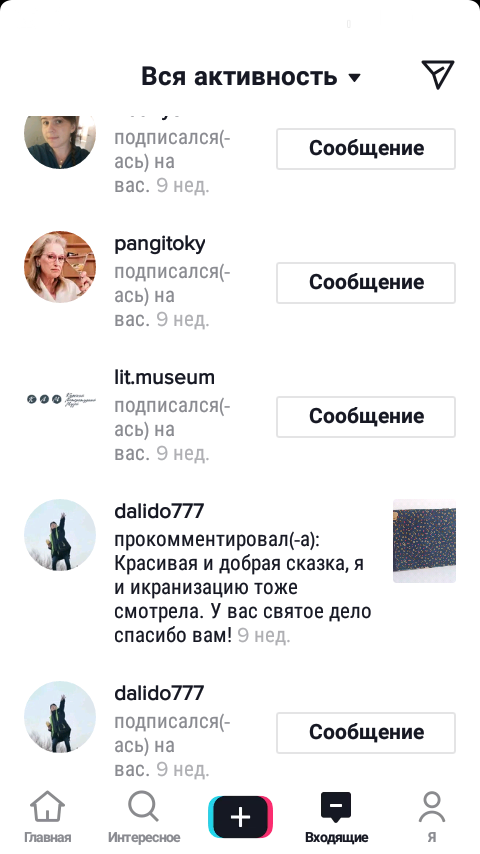 Вся активность
подписался(-
ась) на
вас. 9 нед.
Сообщение
pangitoky
подписался(-
ась) на
вас. 9 нед.
Сообщение
lit.museum
подписался(-
ась) на
вас. 9 нед.
Сообщение
dalido777
прокомментировал(-а):
Красивая и добрая сказка, я
и икранизацию тоже
смотрела. У вас святое дело
спасибо вам! 9 нед.
dalido777
подписался(-
ась) на
вас. 9 нед.
Сообщение
Главная
Интересное
Входящие
Я